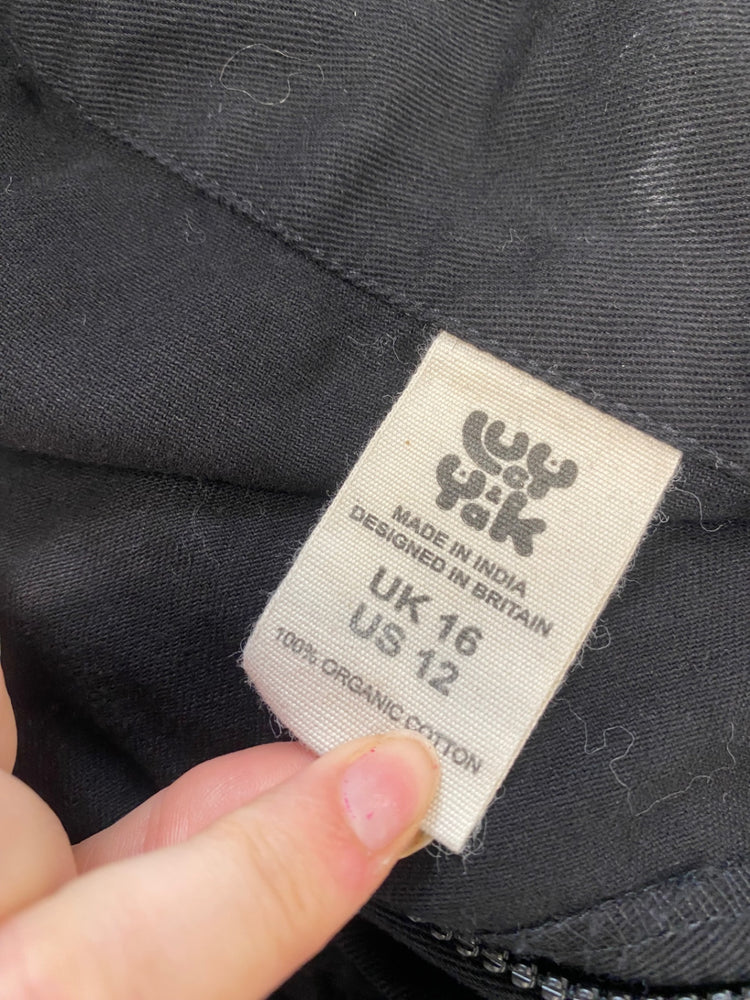 Lucy
& Yak
MADE IN INDIA
DESIGNED IN BRITAIN
UK 16
US 12
100% ORGANIC COTTON